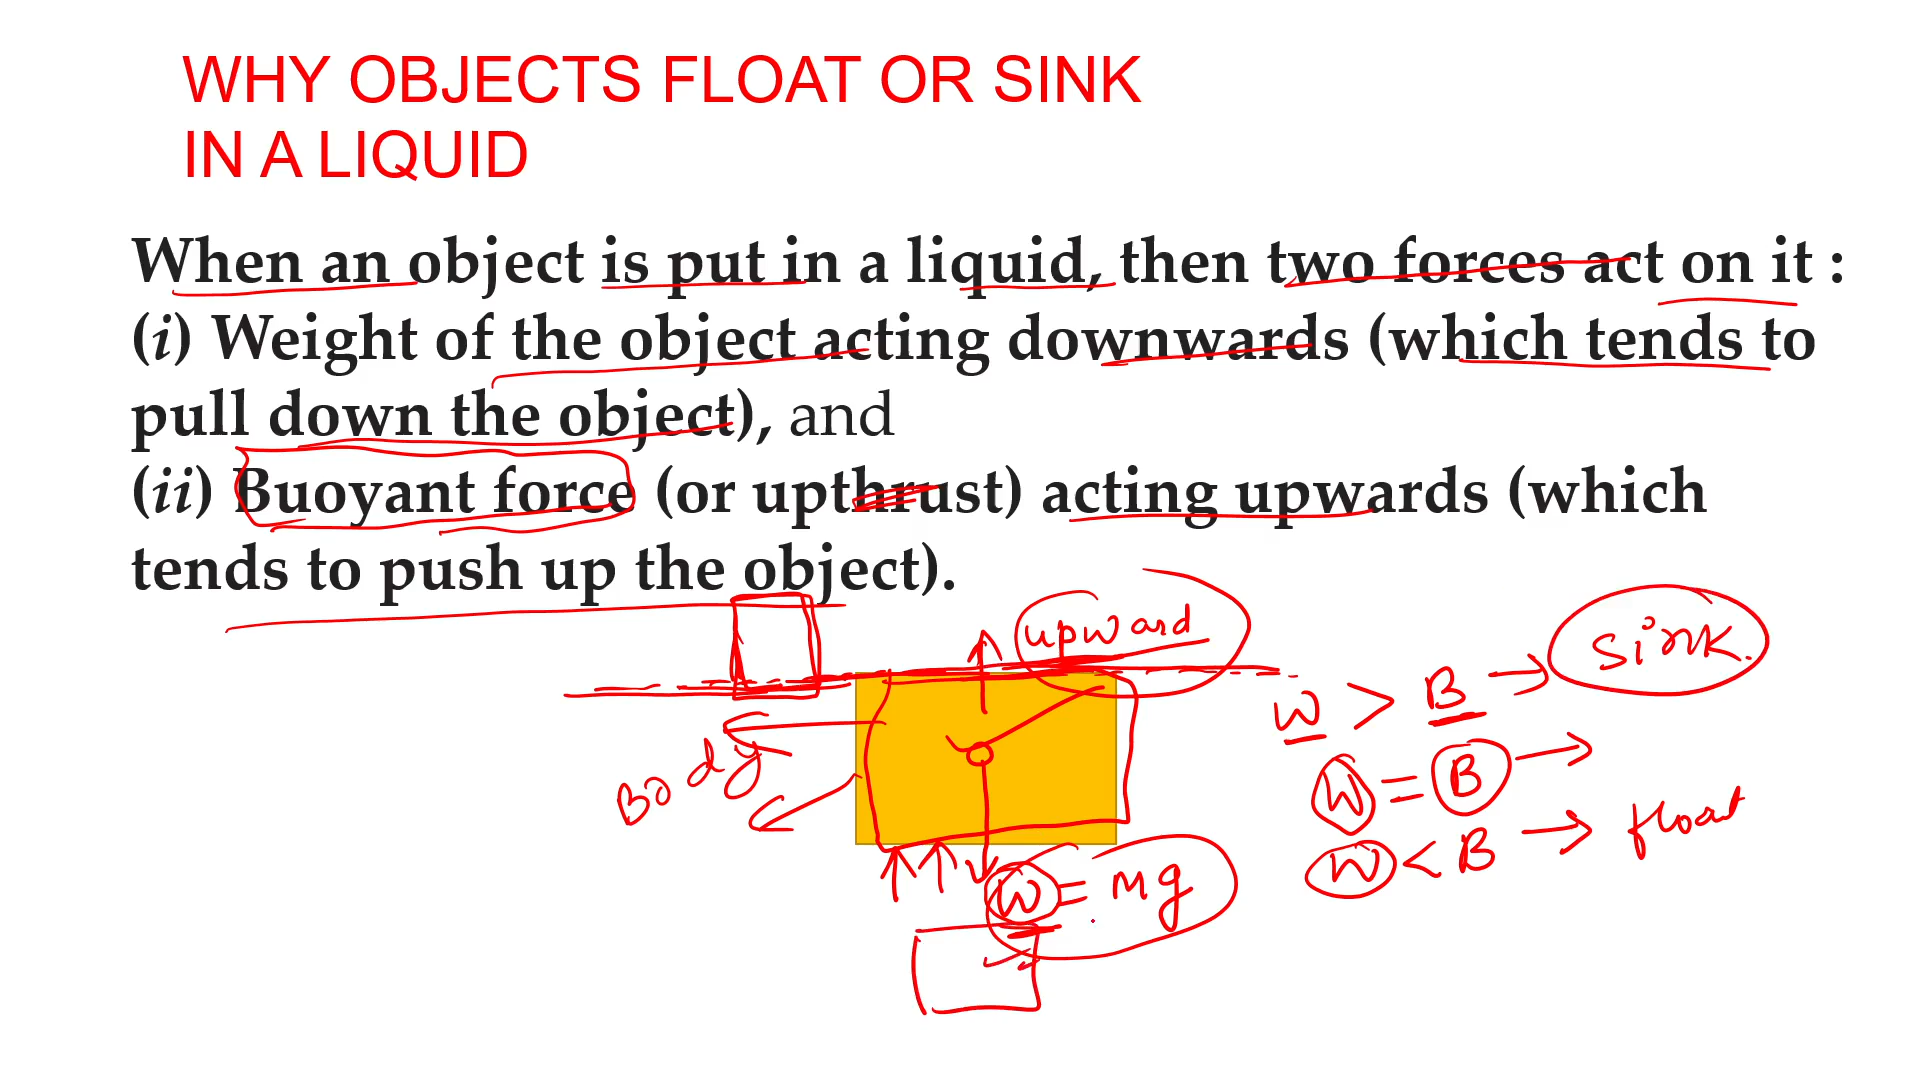 WHY OBJECTS FLOAT OR SINK
IN A LIQUID
When an object is put in a liquid, then two forces act on it :
(i) Weight of the object acting downwards (which tends to
pull down the object), and
(ii) Buoyant force (or upthrust) acting upwards (which
tends to push up the object).
upward
Body
W = mg
W > B → sink.
W = B →
W < B → float